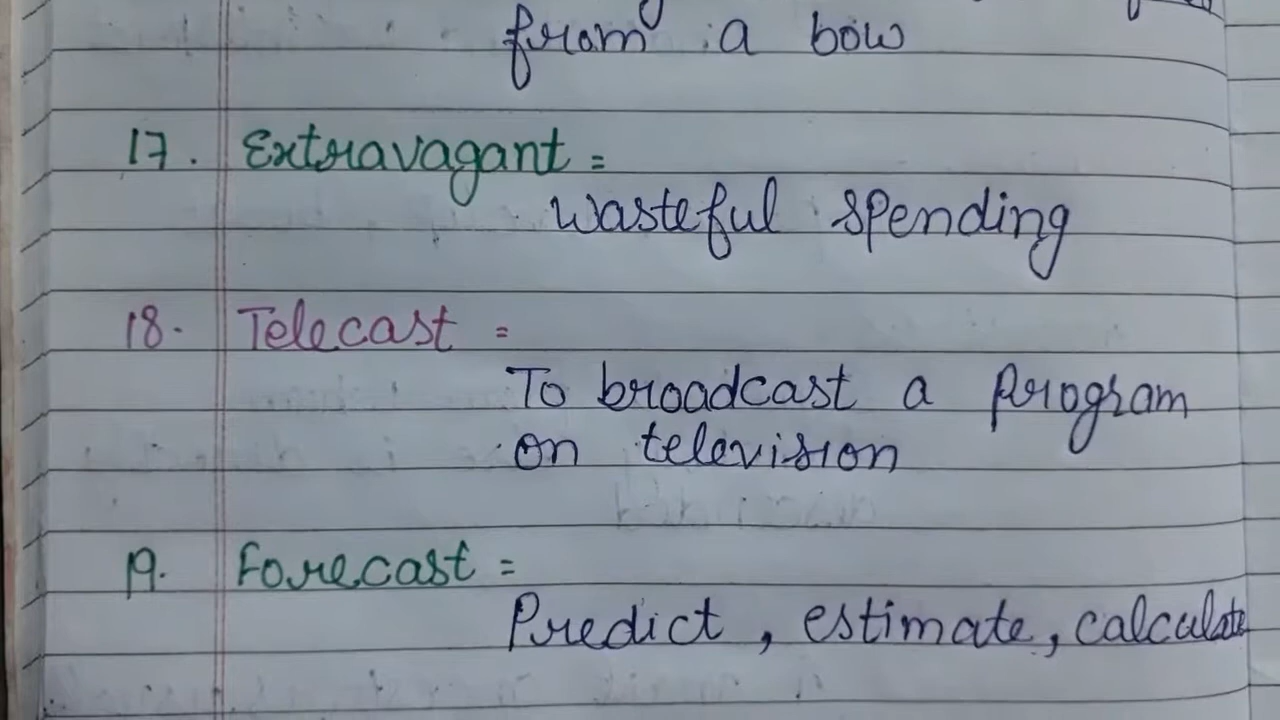 from a bow
17. Extravagant =
Wasteful spending
18. Telecast =
To broadcast a program
on television
19. Forecast =
Predict, estimate, calculate